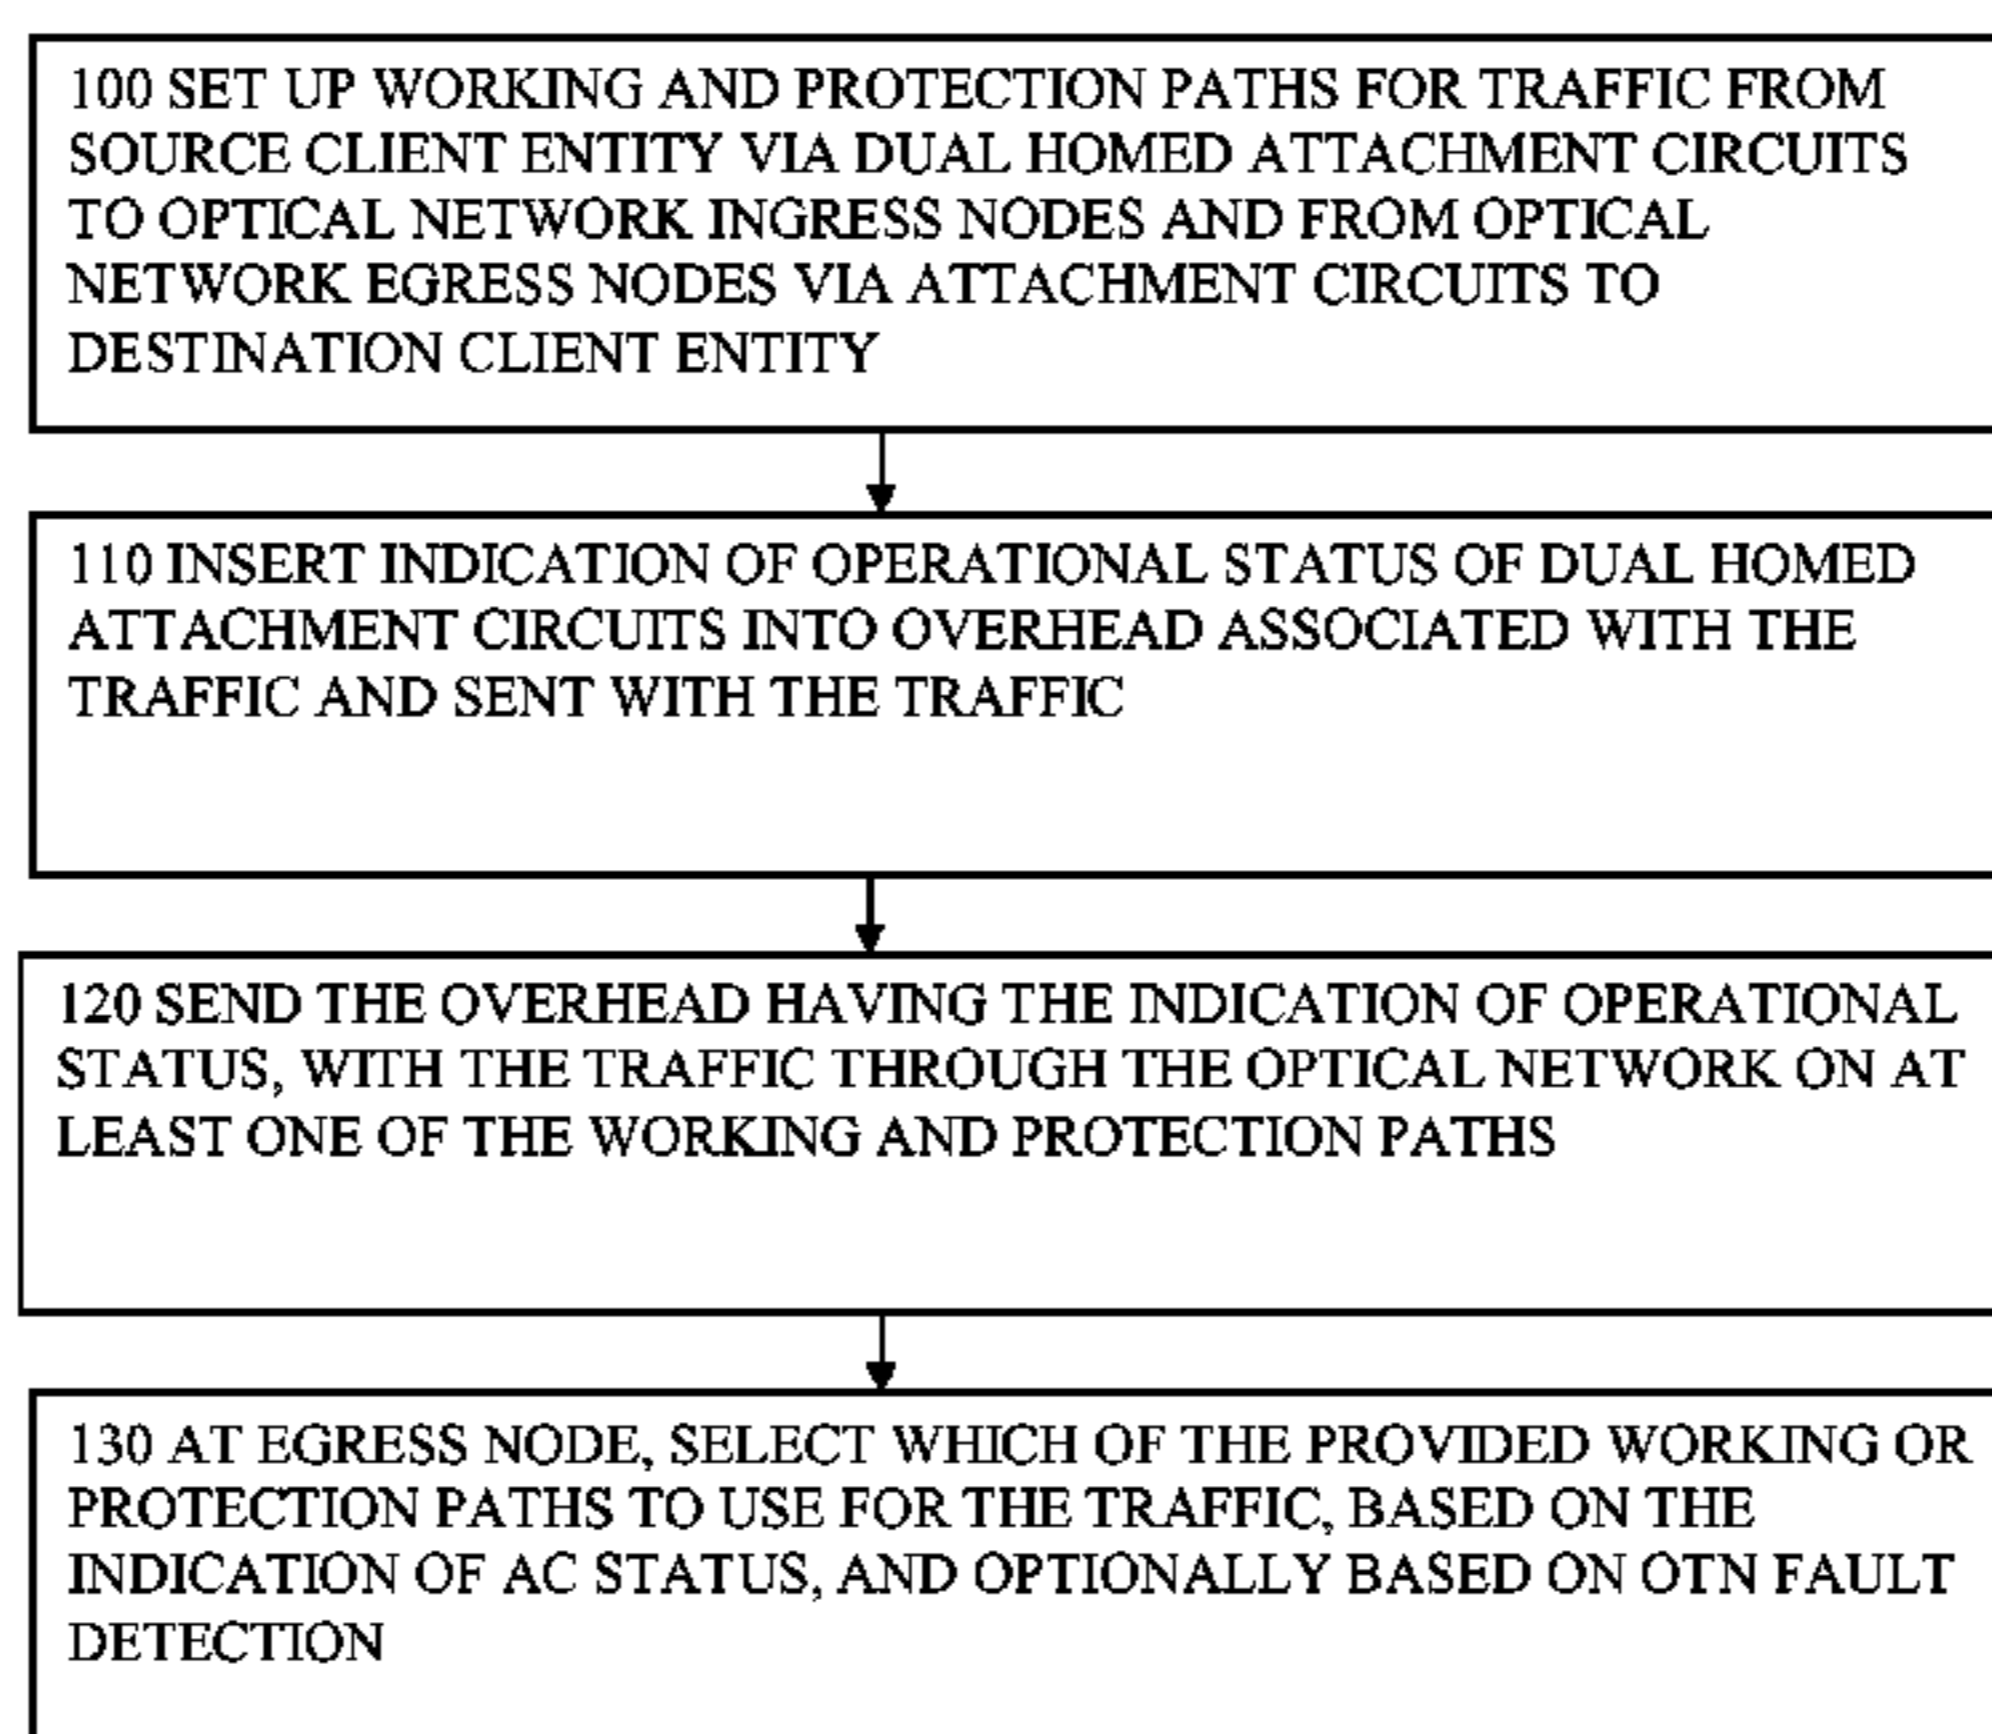 100 SET UP WORKING AND PROTECTION PATHS FOR TRAFFIC FROM
SOURCE CLIENT ENTITY VIA DUAL HOMED ATTACHMENT CIRCUITS
TO OPTICAL NETWORK INGRESS NODES AND FROM OPTICAL
NETWORK EGRESS NODES VIA ATTACHMENT CIRCUITS TO
DESTINATION CLIENT ENTITY
110 INSERT INDICATION OF OPERATIONAL STATUS OF DUAL HOMED
ATTACHMENT CIRCUITS INTO OVERHEAD ASSOCIATED WITH THE
TRAFFIC AND SENT WITH THE TRAFFIC
120 SEND THE OVERHEAD HAVING THE INDICATION OF OPERATIONAL
STATUS, WITH THE TRAFFIC THROUGH THE OPTICAL NETWORK ON AT
LEAST ONE OF THE WORKING AND PROTECTION PATHS
130 AT EGRESS NODE, SELECT WHICH OF THE PROVIDED WORKING OR
PROTECTION PATHS TO USE FOR THE TRAFFIC, BASED ON THE
INDICATION OF AC STATUS, AND OPTIONALLY BASED ON OTN FAULT
DETECTION